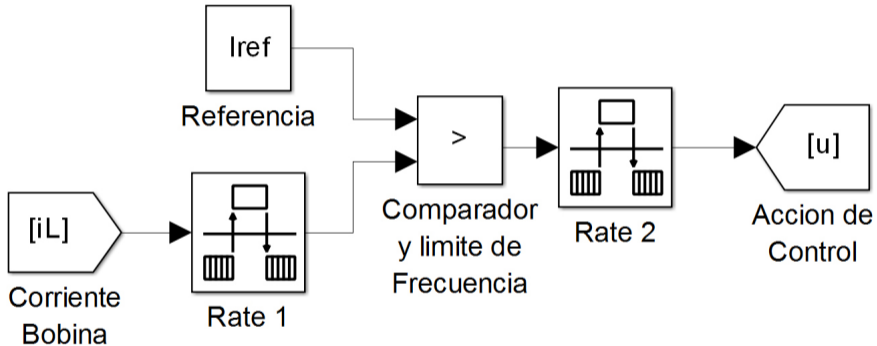 Iref
Referencia
[iL]
Corriente
Bobina
Rate 1
>
Comparador
y limite de
Frecuencia
Rate 2
[u]
Accion de
Control